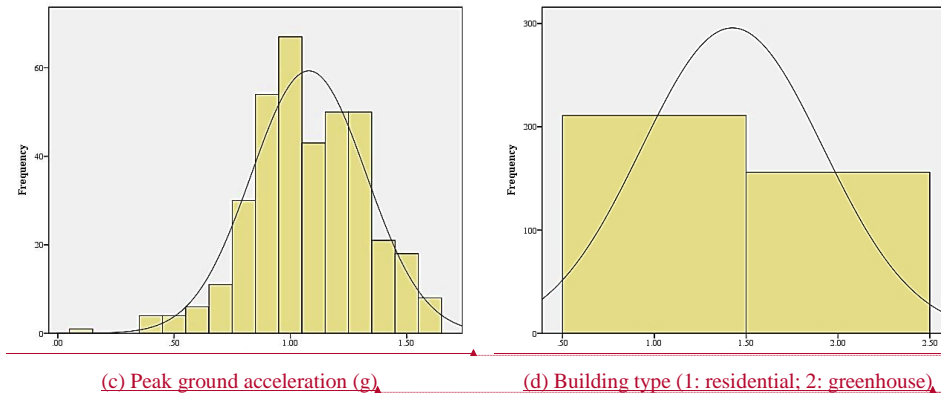 Frequency
60
40
20
0
.00 .50 1.00 1.50
Frequency
300
200
100
0
.50 1.00 1.50 2.00 2.50
(c) Peak ground acceleration (g)
(d) Building type (1: residential; 2: greenhouse)